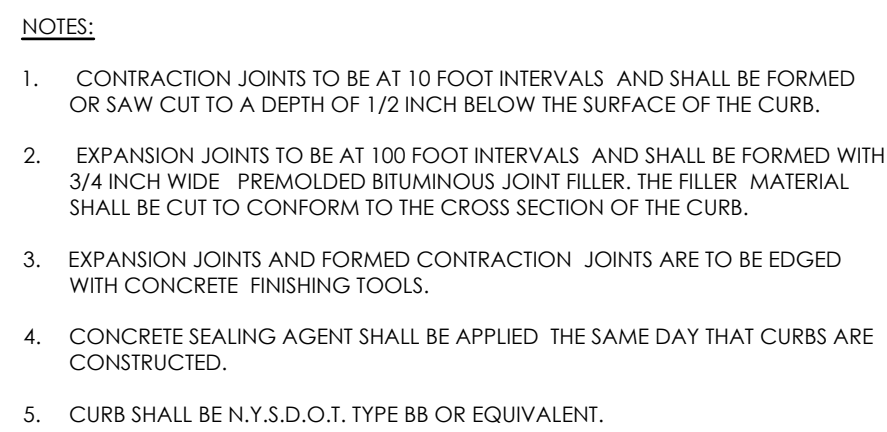 NOTES:
1. CONTRACTION JOINTS TO BE AT 10 FOOT INTERVALS AND SHALL BE FORMED
OR SAW CUT TO A DEPTH OF 1/2 INCH BELOW THE SURFACE OF THE CURB.
2. EXPANSION JOINTS TO BE AT 100 FOOT INTERVALS AND SHALL BE FORMED WITH
3/4 INCH WIDE PREMOLDED BITUMINOUS JOINT FILLER. THE FILLER MATERIAL
SHALL BE CUT TO CONFORM TO THE CROSS SECTION OF THE CURB.
3. EXPANSION JOINTS AND FORMED CONTRACTION JOINTS ARE TO BE EDGED
WITH CONCRETE FINISHING TOOLS.
4. CONCRETE SEALING AGENT SHALL BE APPLIED THE SAME DAY THAT CURBS ARE
CONSTRUCTED.
5. CURB SHALL BE N.Y.S.D.O.T. TYPE BB OR EQUIVALENT.